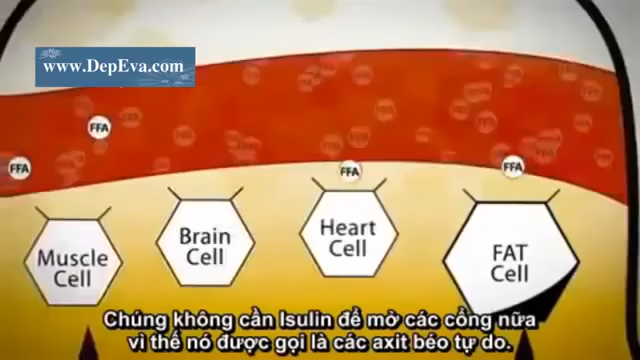 www.DepEva.com
FFA
FFA
FFA
FFA
Muscle
Cell
Brain
Cell
Heart
Cell
FAT
Cell
Chúng không cần Isulin để mở các cổng nữa
vì thế nó được gọi là các axit béo tự do.